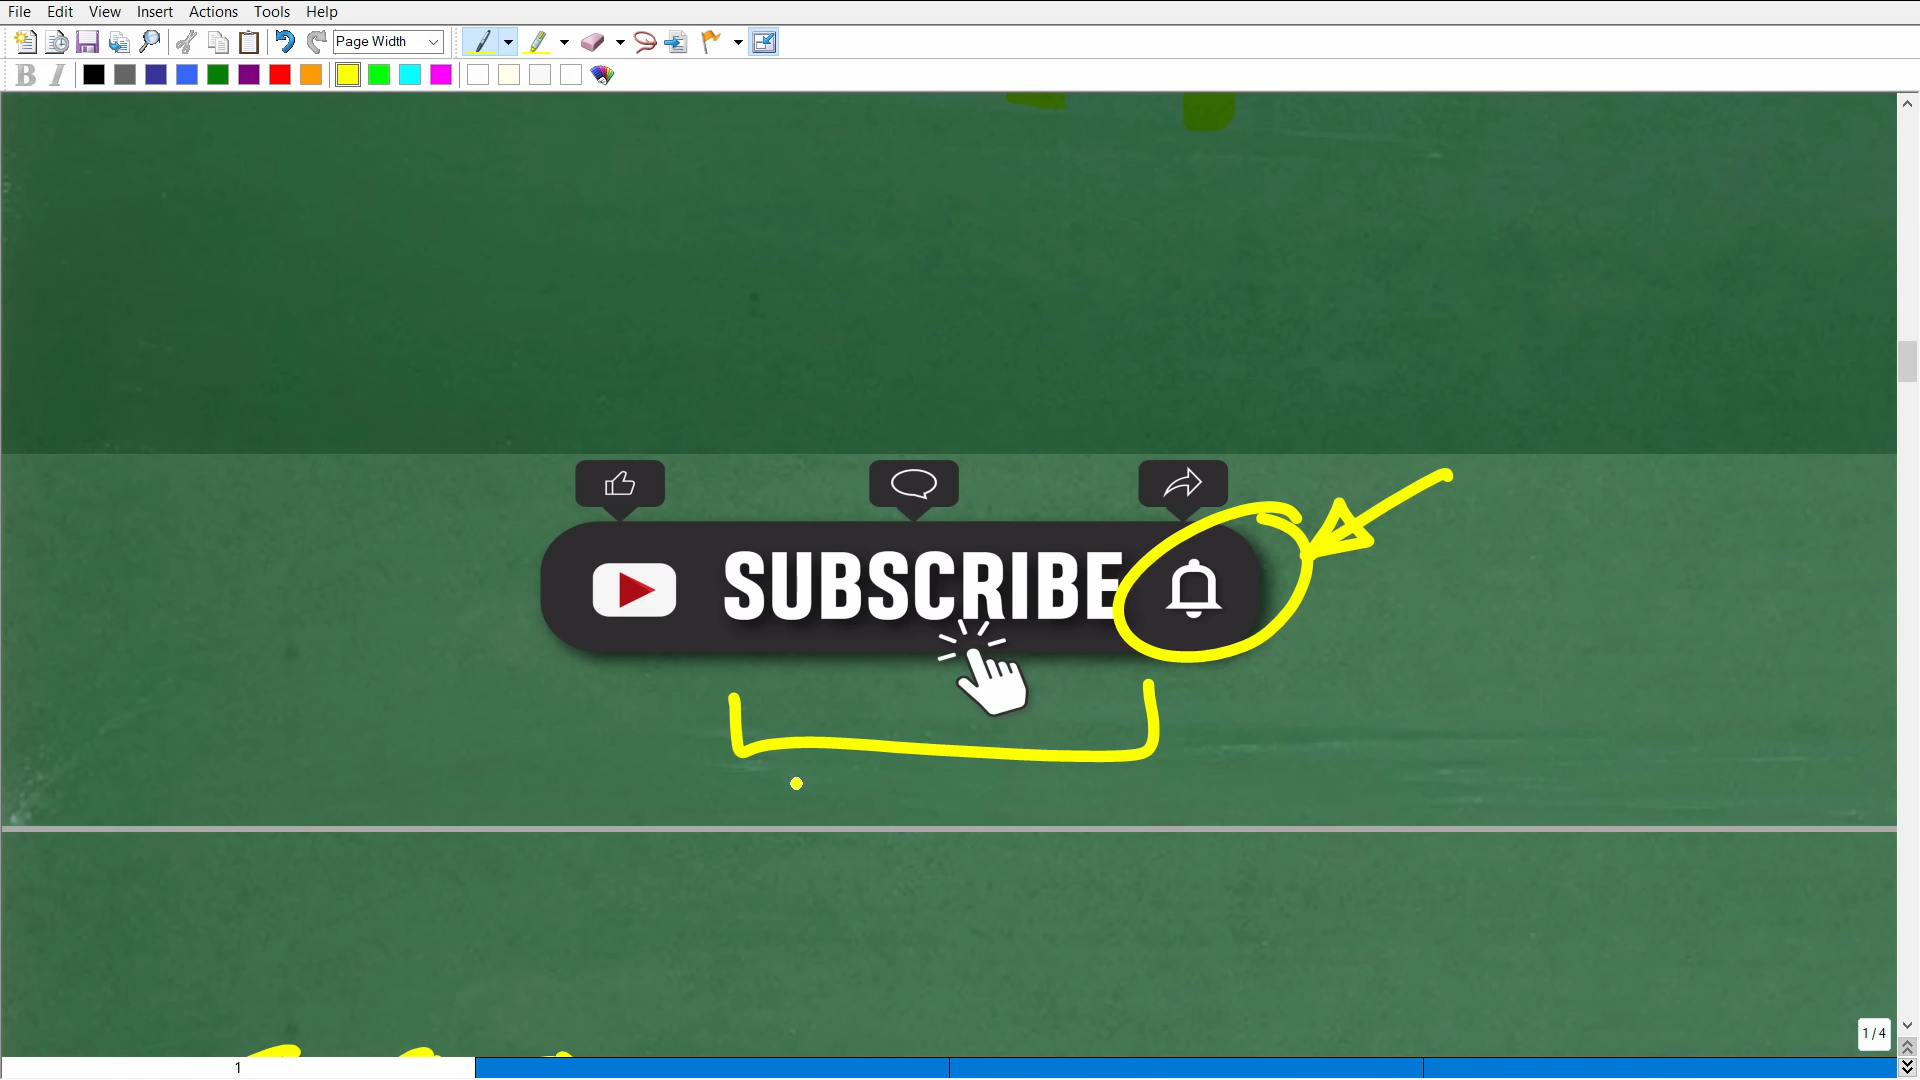 File Edit View Insert Actions Tools Help
Page Width
B I
SUBSCRIBE
1 / 4
1